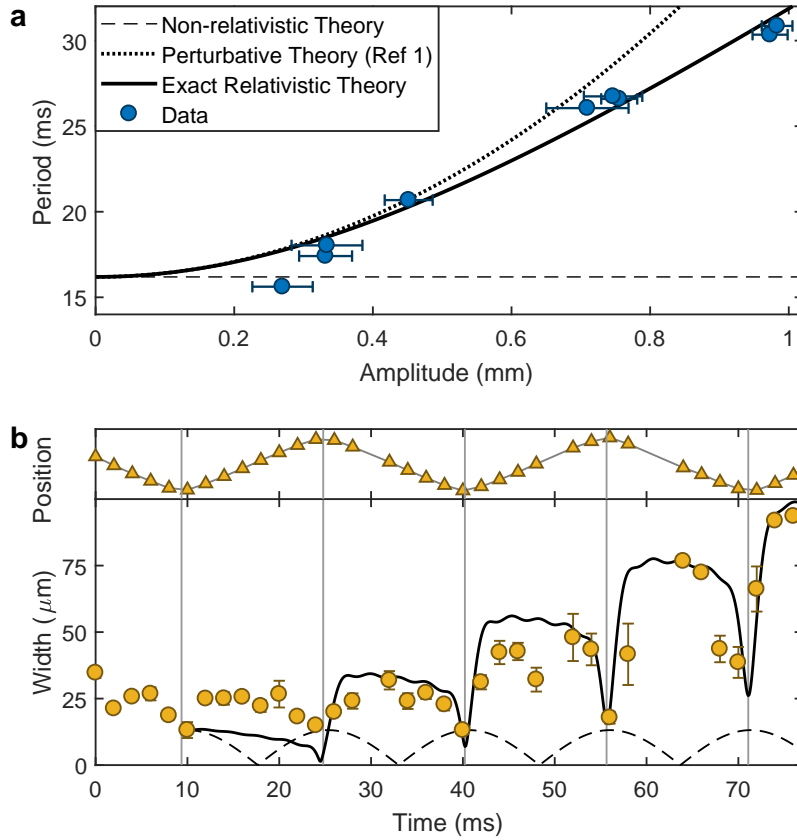 a
Non-relativistic Theory
Perturbative Theory (Ref 1)
Exact Relativistic Theory
Data
30
25
20
15
Period (ms)
0 0.2 0.4 0.6 0.8 1
Amplitude (mm)
b
Position
75
50
25
0
Width (μm)
0 10 20 30 40 50 60 70
Time (ms)